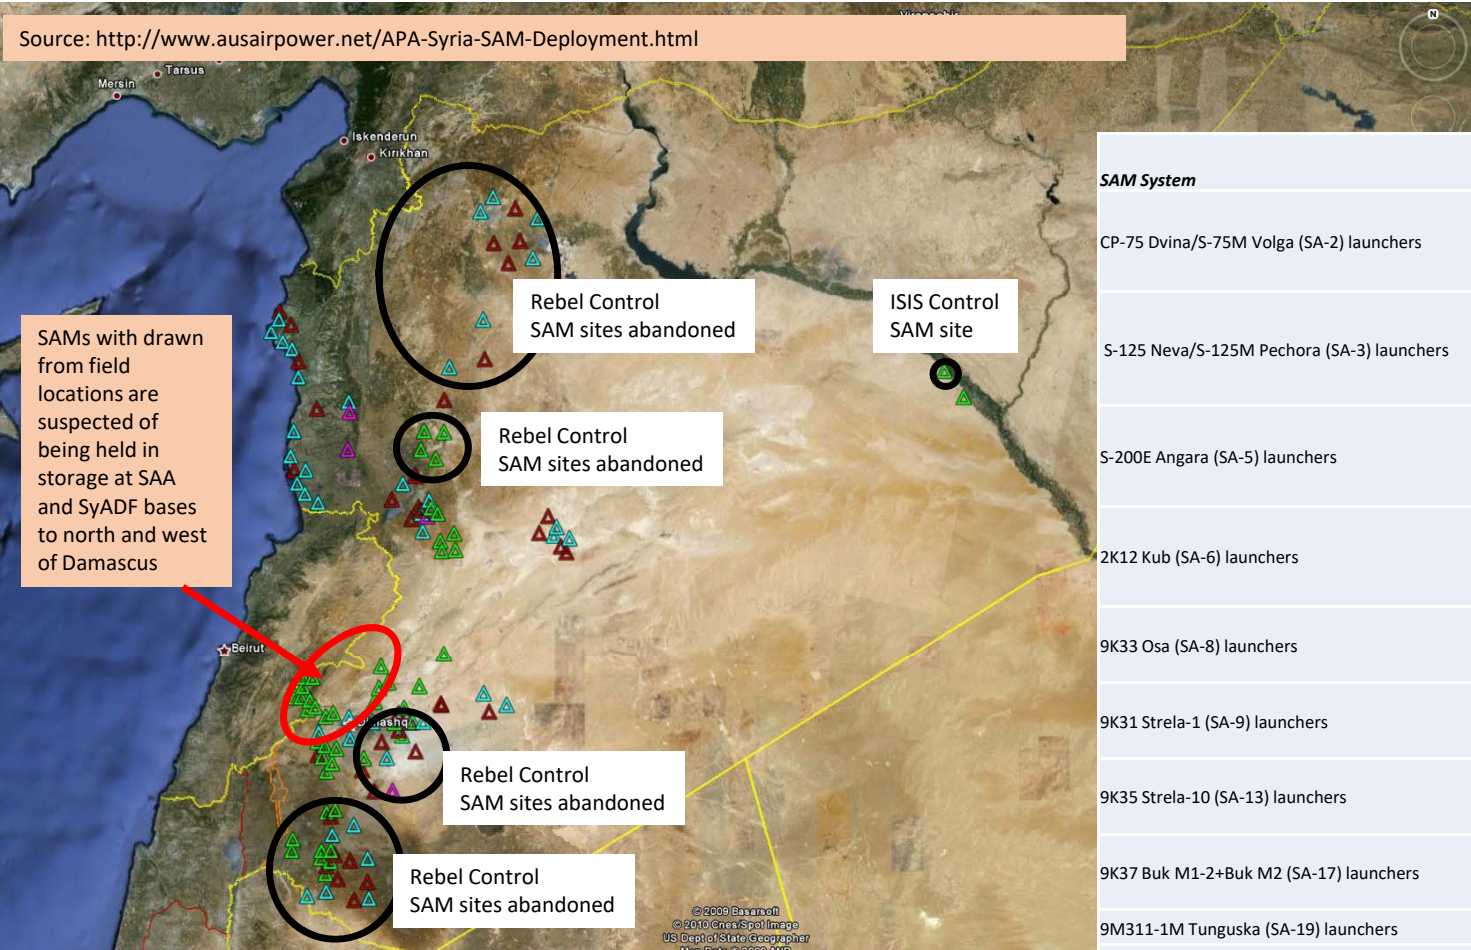 Source: http://www.ausairpower.net/APA-Syria-SAM-Deployment.html
N
Tarsus
Mersin
Iskenderun
Kirikhan
SAM System
CP-75 Dvina/S-75M Volga (SA-2) launchers
Rebel Control
SAM sites abandoned
ISIS Control
SAM site
SAMs with drawn
from field
locations are
suspected of
being held in
storage at SAA
and SyADF bases
to north and west
of Damascus
S-125 Neva/S-125M Pechora (SA-3) launchers
Rebel Control
SAM sites abandoned
S-200E Angara (SA-5) launchers
2K12 Kub (SA-6) launchers
Beirut
9K33 Osa (SA-8) launchers
9K31 Strela-1 (SA-9) launchers
Rebel Control
SAM sites abandoned
9K35 Strela-10 (SA-13) launchers
Rebel Control
SAM sites abandoned
9K37 Buk M1-2+Buk M2 (SA-17) launchers
© 2009 Basarsoft
© 2010 Cnes/Spot Image
US Dept of State Geographer
9M311-1M Tunguska (SA-19) launchers